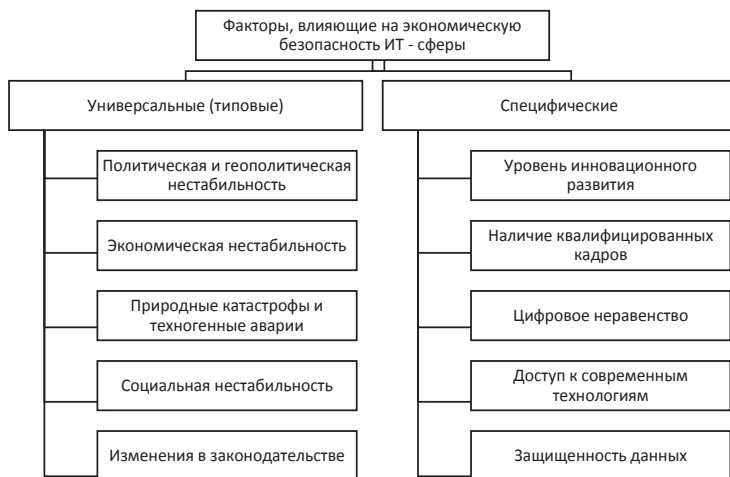 Факторы, влияющие на экономическую
безопасность ИТ - сферы
Универсальные (типовые)
Политическая и геополитическая
нестабильность
Экономическая нестабильность
Природные катастрофы и
техногенные аварии
Социальная нестабильность
Изменения в законодательстве
Специфические
Уровень инновационного
развития
Наличие квалифицированных
кадров
Цифровое неравенство
Доступ к современным
технологиям
Защищенность данных